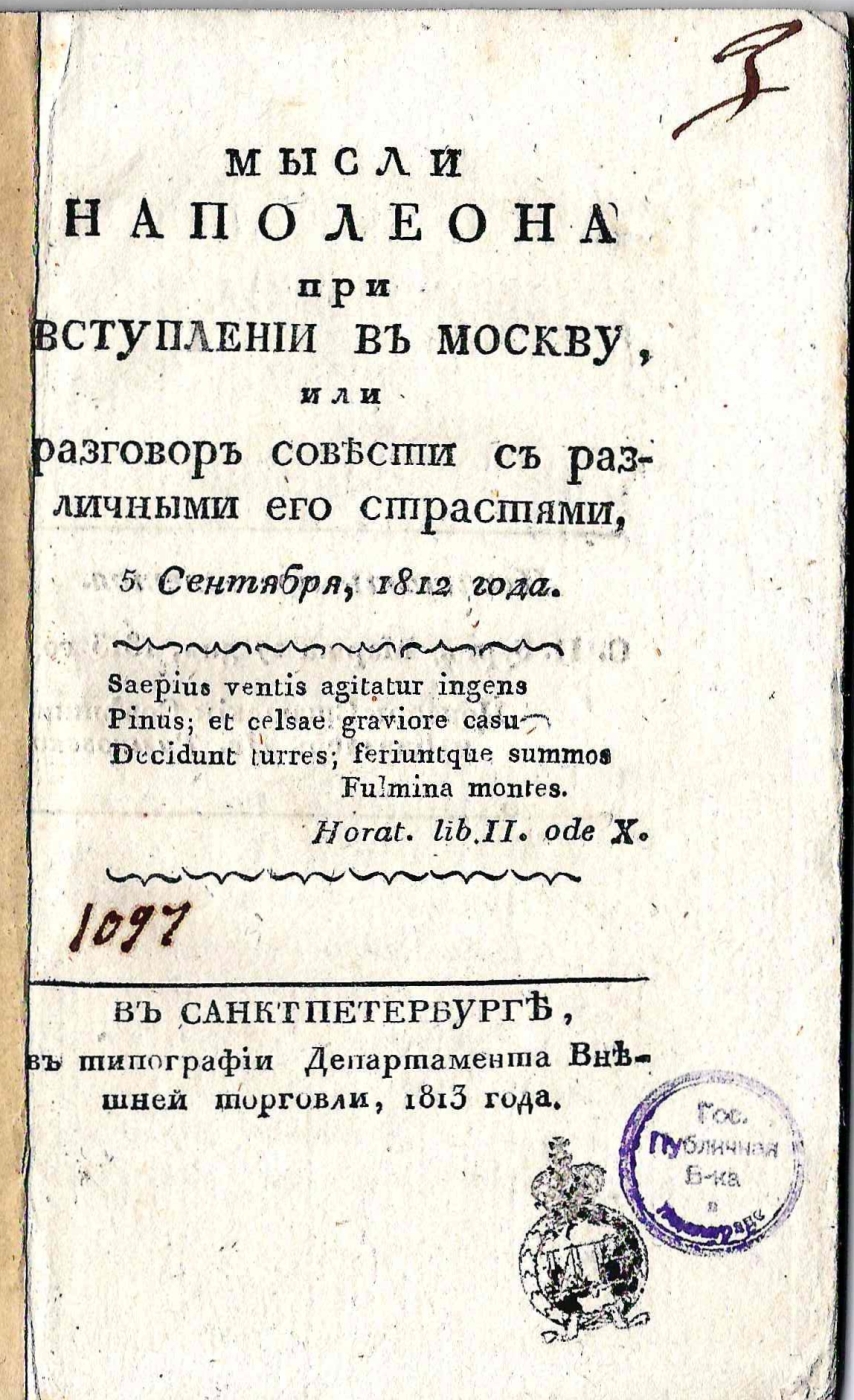 3
МЫСЛИ
НАПОЛЕОНА
при
ВСТУПЛЕНІИ ВЪ МОСКВУ,
или
разговоръ совѣсти съ раз-
личными его страстями,
5 Сентября, 1812 года.
Saepius ventis agitatur ingens
Pinus; et celsae graviore casu
Decidunt turres; feriuntque summos
Fulmina montes.
Horat. lib. II. ode X.
1097
ВЪ САНКТПЕТЕРБУРГѢ,
въ типографіи Департамента Внѣ-
шней торговли, 1813 года.
Гос.
Публичная
Б-ка
в